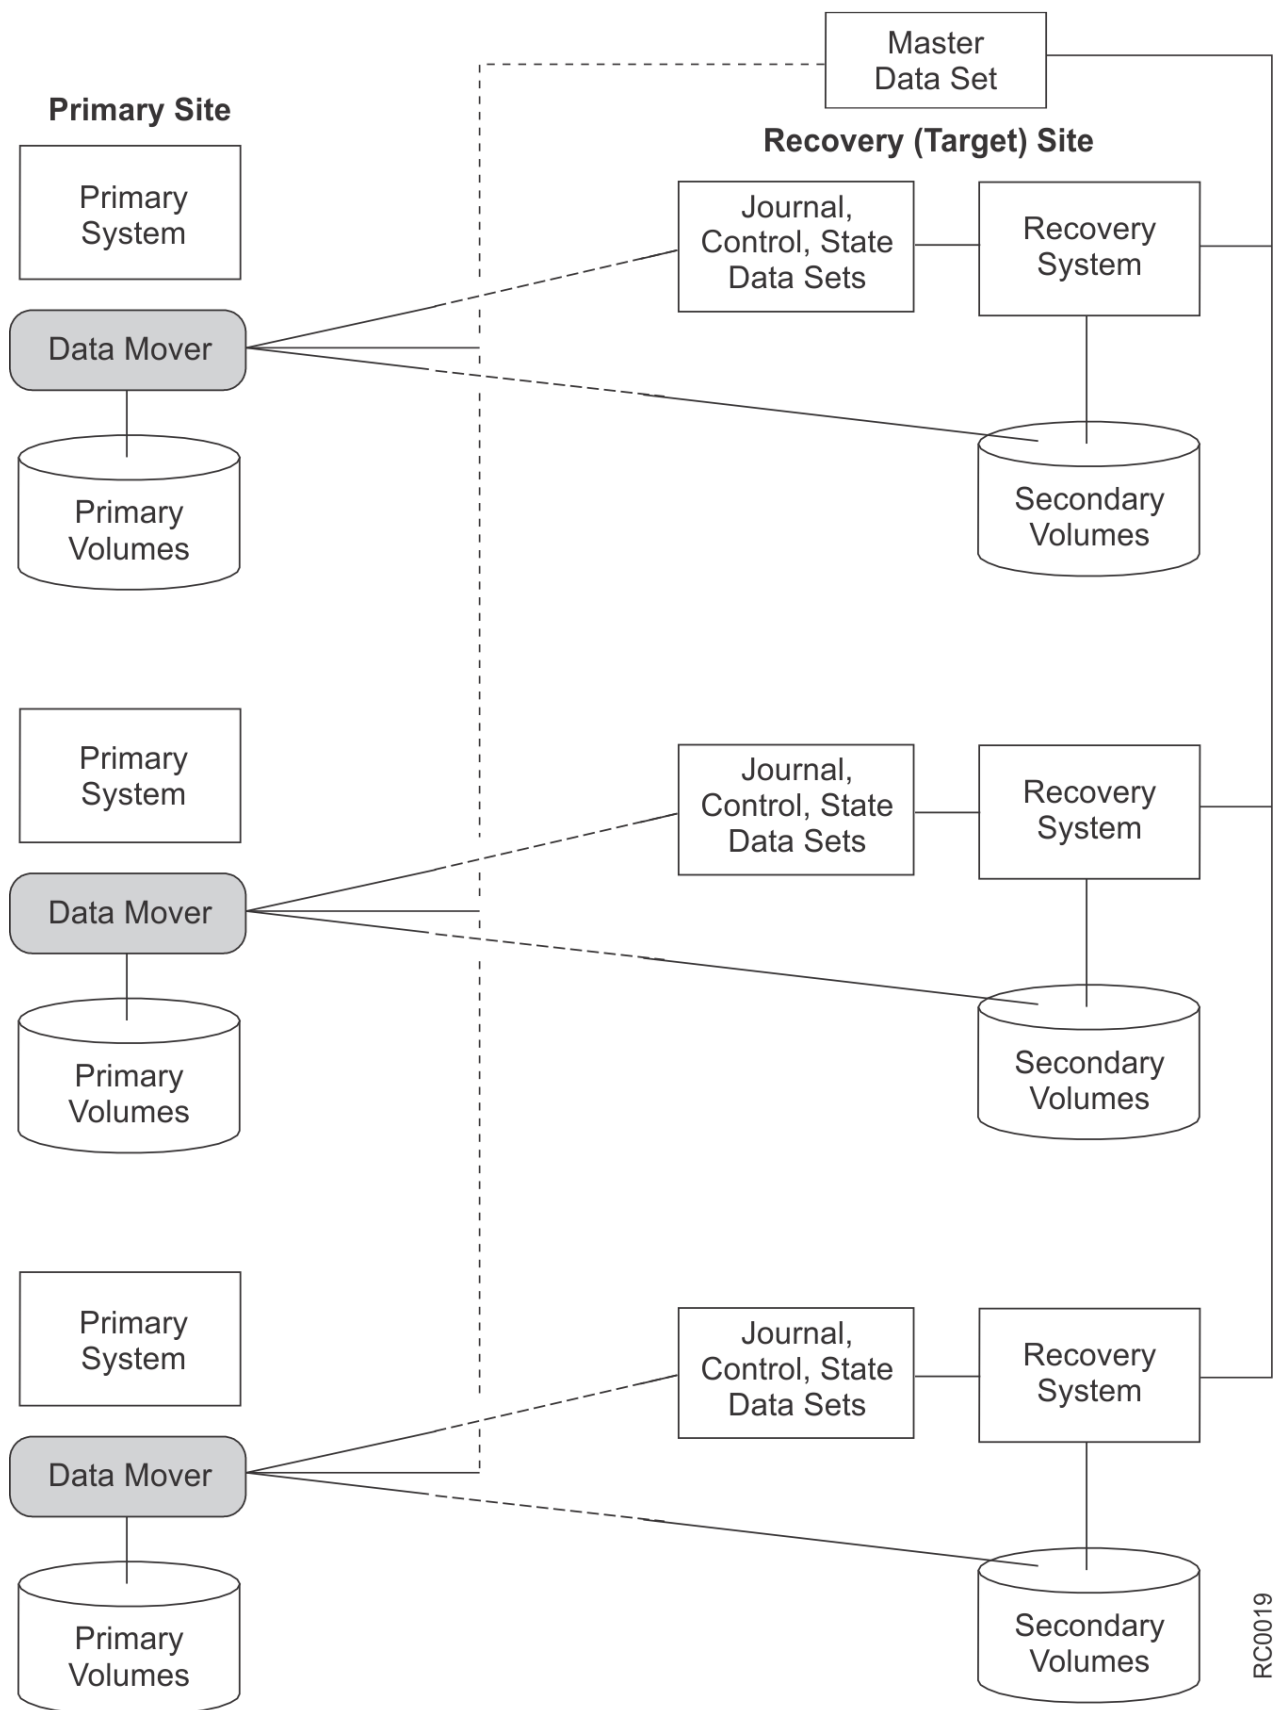 Master
Data Set
Primary Site
Recovery (Target) Site
Primary
System
Journal,
Control, State
Data Sets
Recovery
System
Data Mover
Primary
Volumes
Secondary
Volumes
Primary
System
Journal,
Control, State
Data Sets
Recovery
System
Data Mover
Primary
Volumes
Secondary
Volumes
Primary
System
Journal,
Control, State
Data Sets
Recovery
System
Data Mover
Primary
Volumes
Secondary
Volumes
RC0019